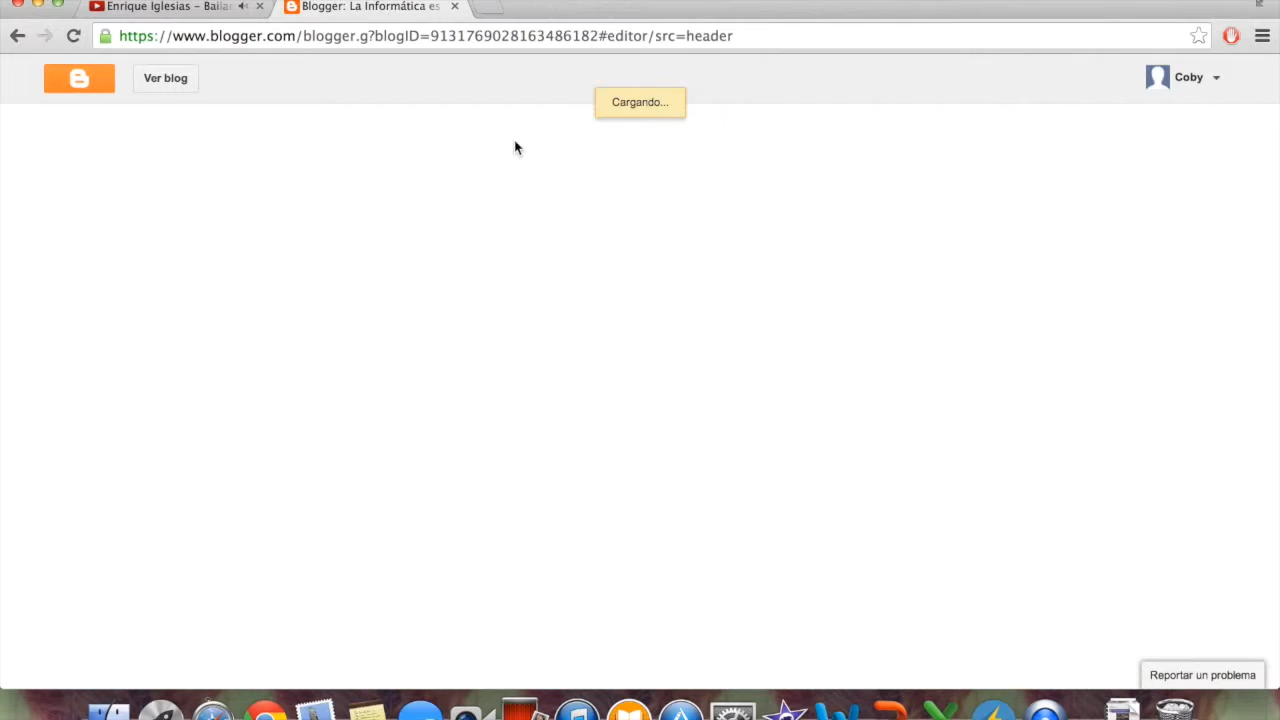 Enrique Iglesias – Baila
Blogger: La Informática es
https://www.blogger.com/blogger.g?blogID=9131769028163486182#editor/src=header
Ver blog
Coby
Cargando...
Reportar un problema